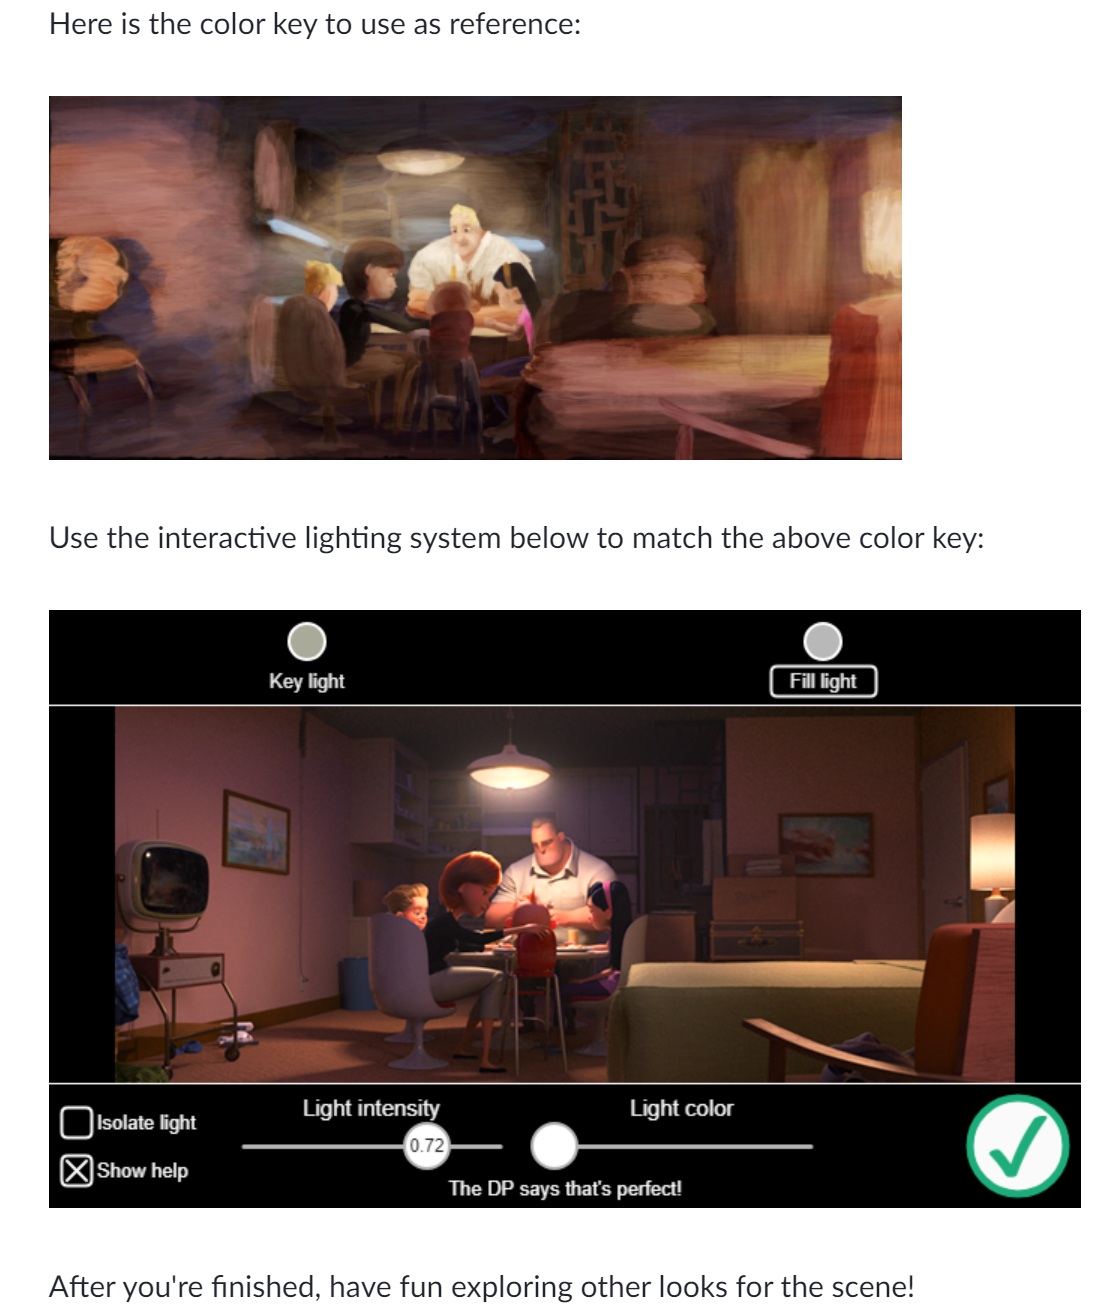 Here is the color key to use as reference:
Use the interactive lighting system below to match the above color key:
Key light
Fill light
Isolate light
Show help
Light intensity
0.72
Light color
The DP says that's perfect!
After you're finished, have fun exploring other looks for the scene!